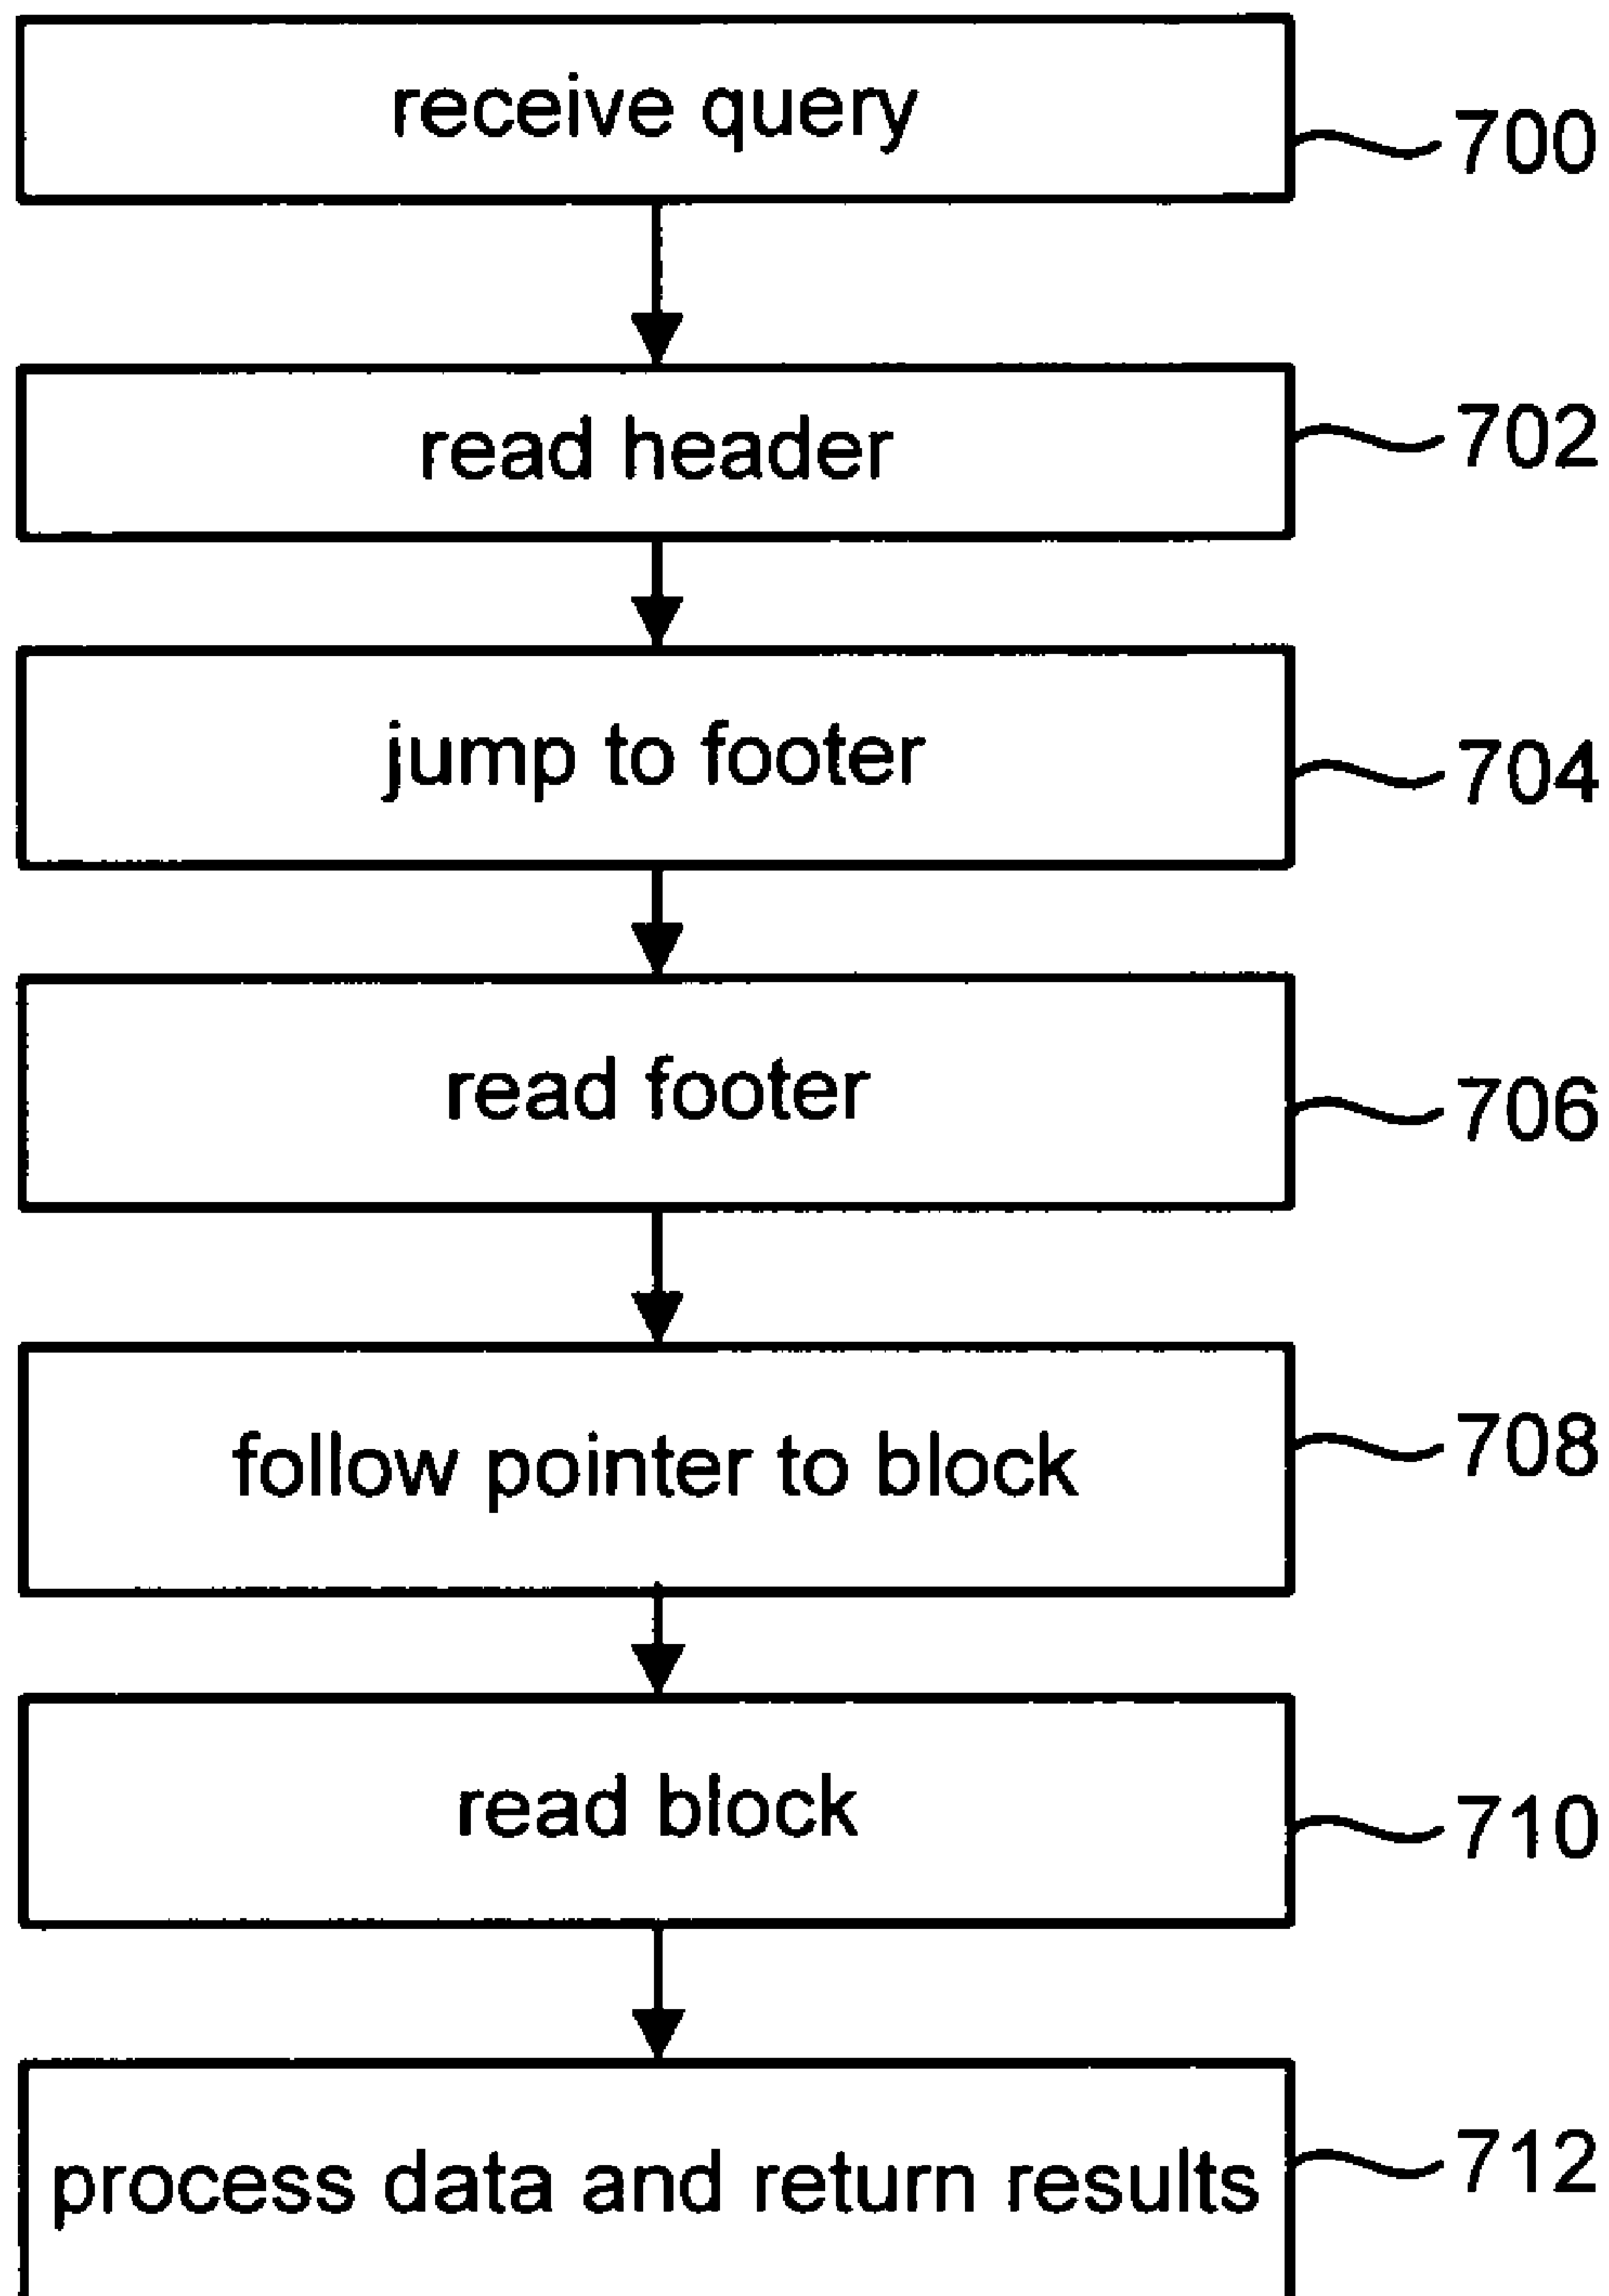 receive query
700
read header
702
jump to footer
704
read footer
706
follow pointer to block
708
read block
710
process data and return results
712